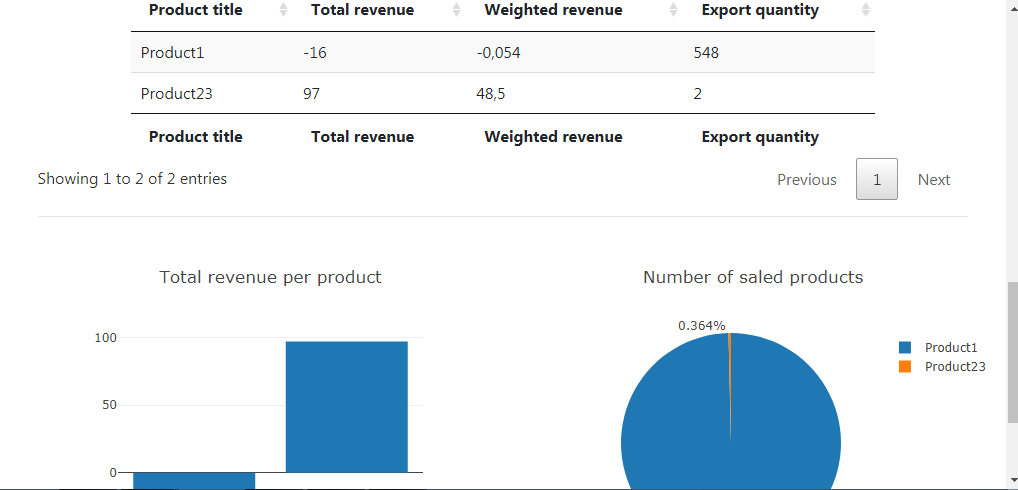 Product title Total revenue Weighted revenue Export quantity
Product1 -16 -0,054 548
Product23 97 48,5 2
Product title Total revenue Weighted revenue Export quantity
Showing 1 to 2 of 2 entries Previous 1 Next
Total revenue per product
100
50
0
Number of saled products
0.364%
Product1
Product23